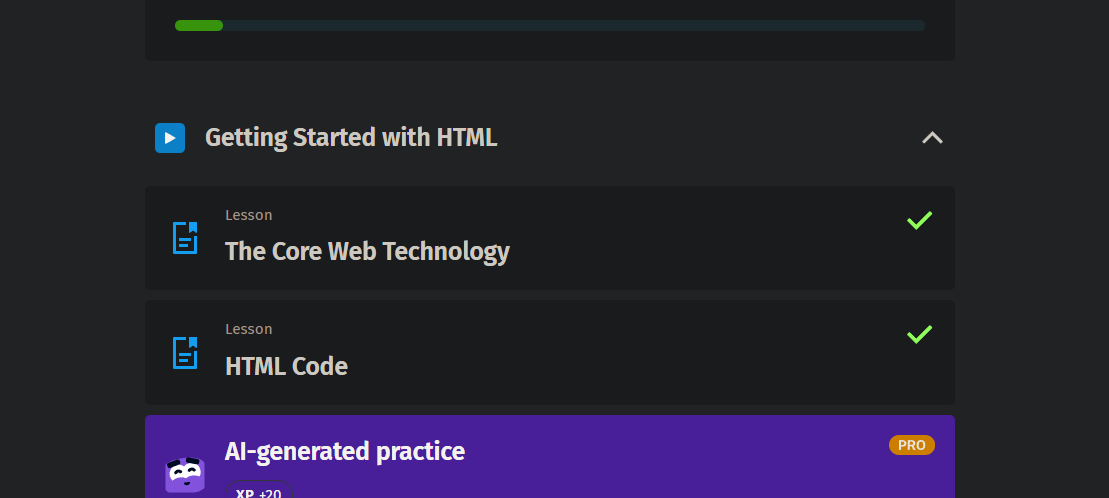 Getting Started with HTML
Lesson
The Core Web Technology
Lesson
HTML Code
AI-generated practice
PRO
XP +20